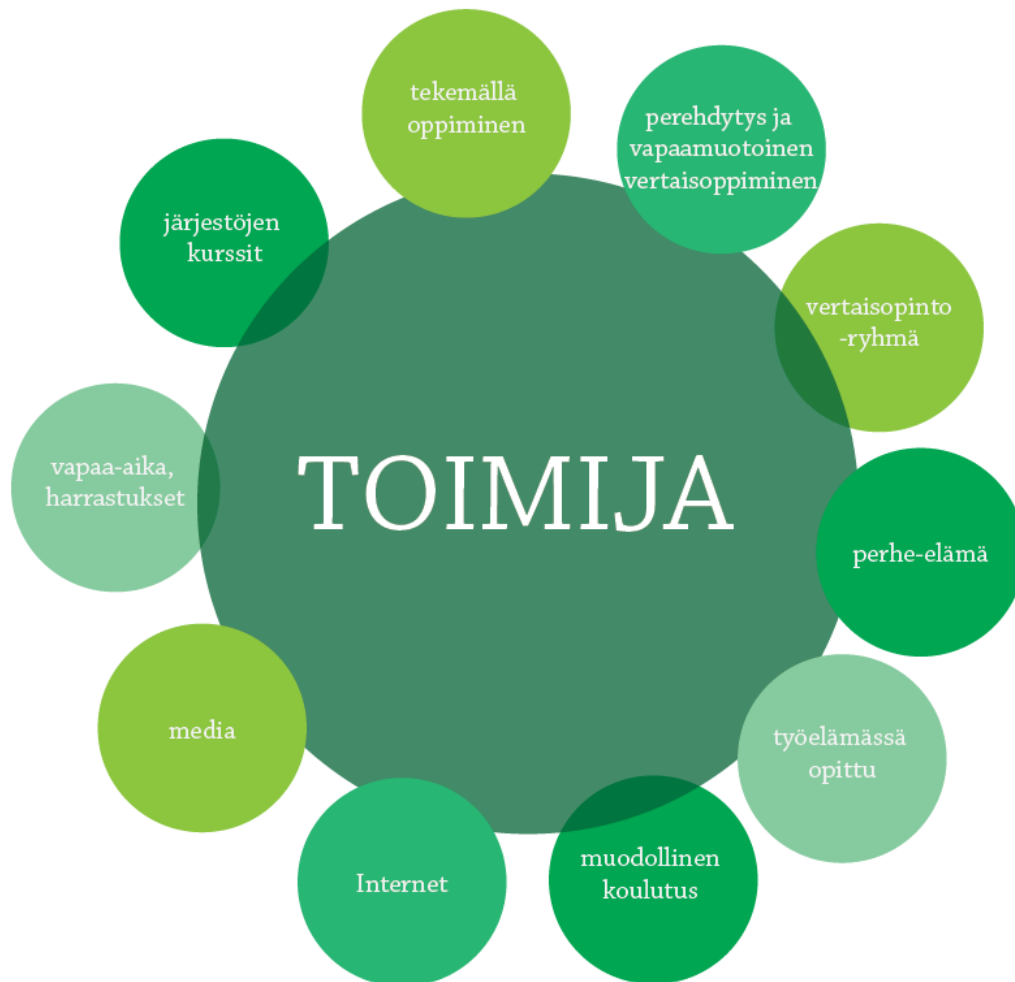 tekemällä
oppiminen
perehdytys ja
vapaamuotoinen
vertaisoppiminen
järjestöjen
kurssit
vertaisopinto
-ryhmä
vapaa-aika,
harrastukset
TOIMIJA
perhe-elämä
media
työelämässä
opittu
Internet
muodollinen
koulutus